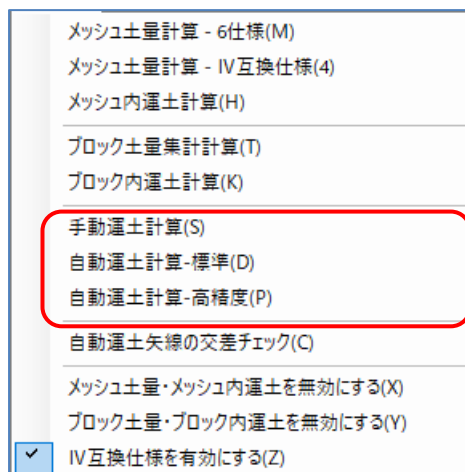 メッシュ土量計算 - 6仕様(M)
メッシュ土量計算 - IV互換仕様(4)
メッシュ内運土計算(H)
ブロック土量集計計算(T)
ブロック内運土計算(K)
手動運土計算(S)
自動運土計算-標準(D)
自動運土計算-高精度(P)
自動運土矢線の交差チェック(C)
メッシュ土量・メッシュ内運土を無効にする(X)
ブロック土量・ブロック内運土を無効にする(Y)
IV互換仕様を有効にする(Z)